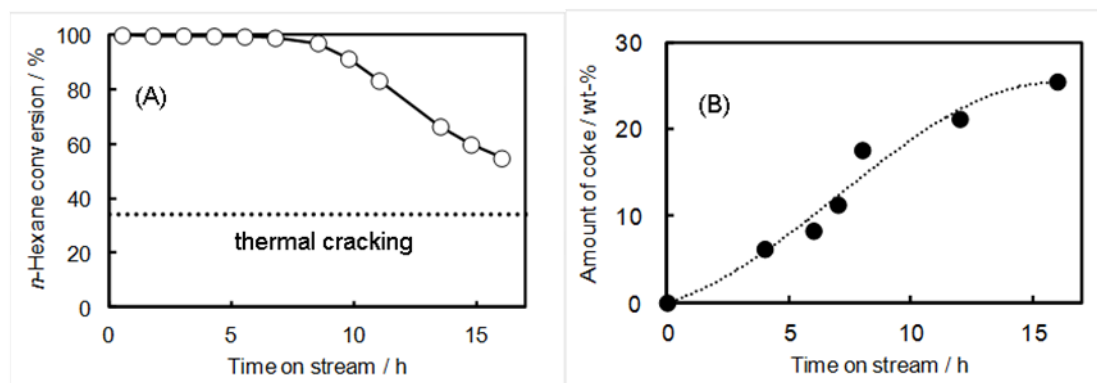 100
80
60
40
20
0
0
5
10
15
n-Hexane conversion / %
(A)
thermal cracking
Time on stream / h
30
20
10
0
0
5
10
15
Amount of coke / wt-%
(B)
Time on stream / h